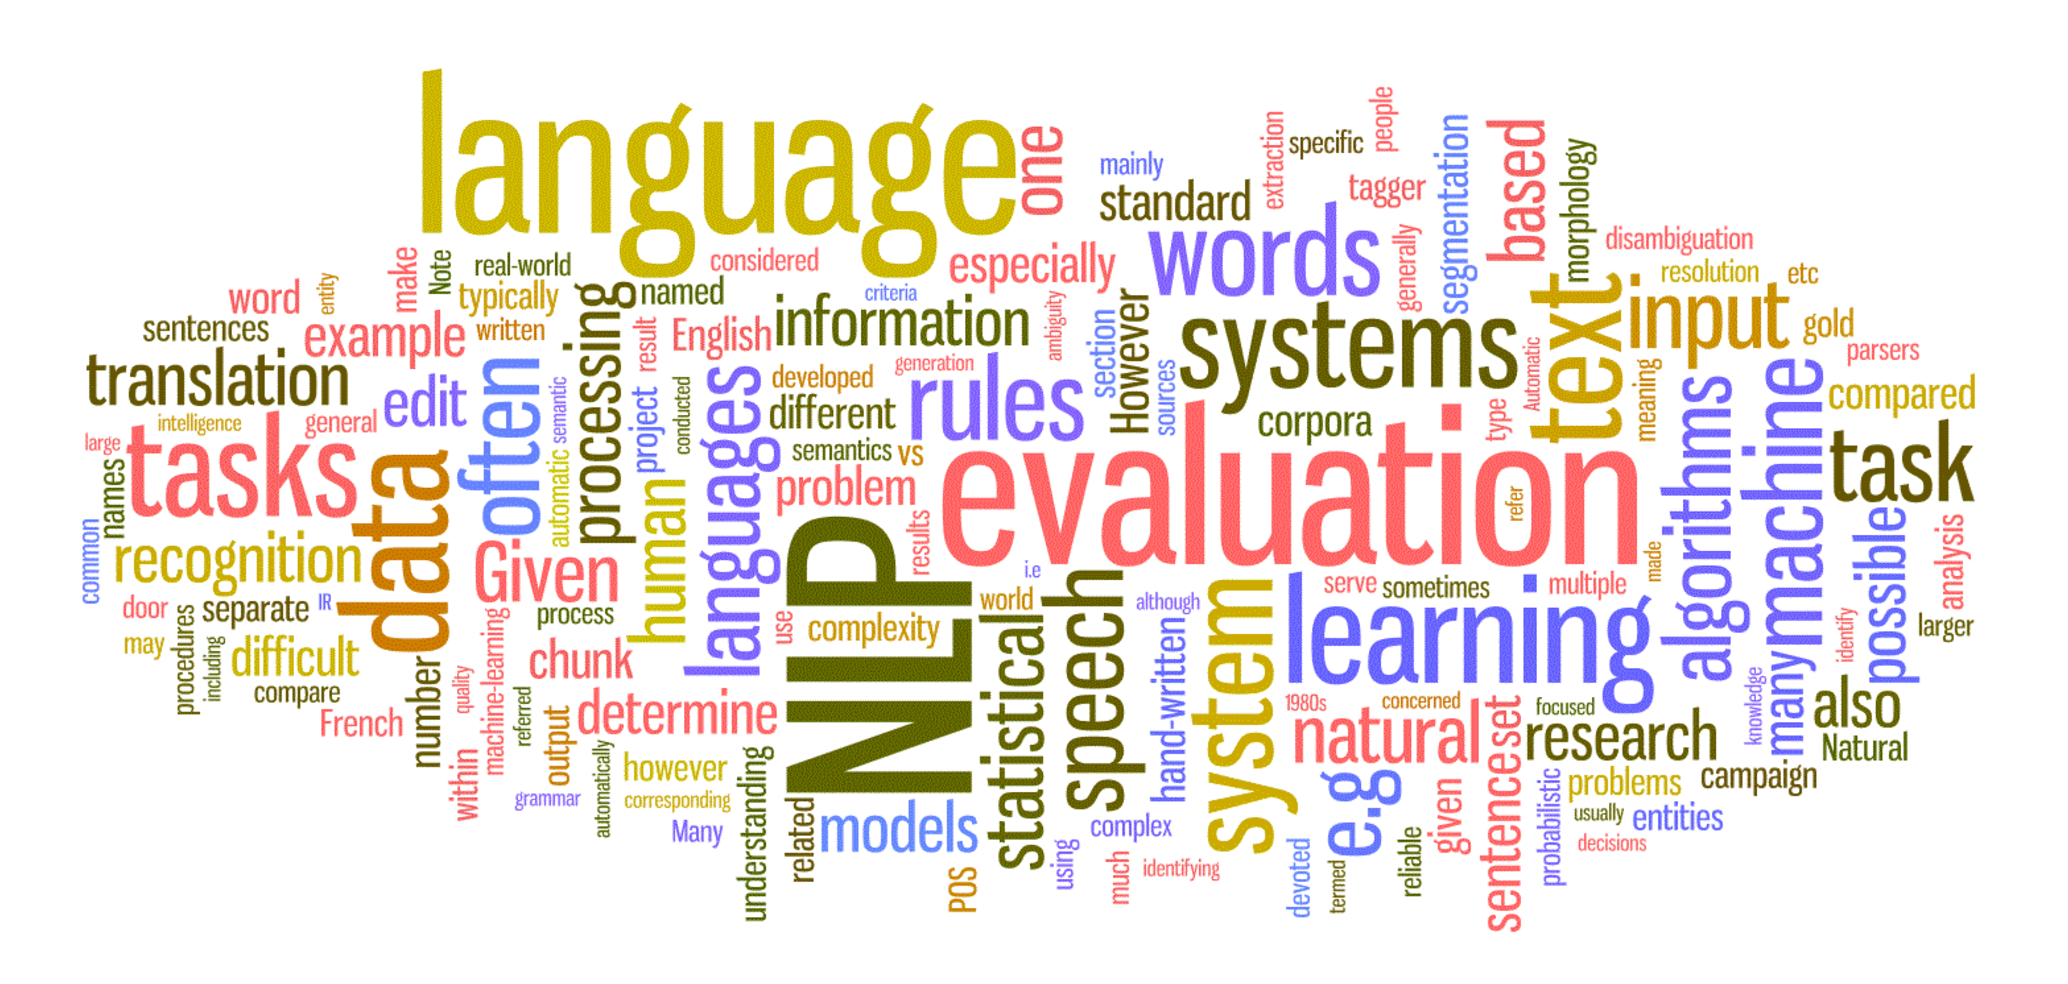 language
one
mainly
standard
extraction
specific
people
tagger
segmentation
based
morphology
words
generally
disambiguation
resolution
etc
make
Note
real-world
typically
considered
especially
word
entity
sentences
example
written
processing
named
criteria
information
ambiguity
However
section
systems
text
input
gold
parsers
translation
edit
often
result
English
generation
developed
rules
sources
corpora
type
Automatic
meaning
algorithms
machine
compared
intelligence
general
large
tasks
names
data
automatic
semantic
project
conducted
languages
different
semantics
vs
problem
evaluation
refer
task
common
recognition
door
separate
IR
Given
process
human
use
results
NLP
complexity
world
i.e
speech
although
system
learning
serve
sometimes
multiple
made
possible
analysis
larger
identify
may
procedures
including
difficult
compare
French
number
quality
machine-learning
referred
chunk
determine
within
output
grammar
automatically
however
corresponding
Many
understanding
related
models
statistical
POS
hand-written
complex
using
much
identifying
1980s
concerned
natural
e.g
devoted
termed
reliable
given
sentence
set
focused
research
probabilistic
problems
usually
entities
decisions
campaign
knowledge
many
also
Natural